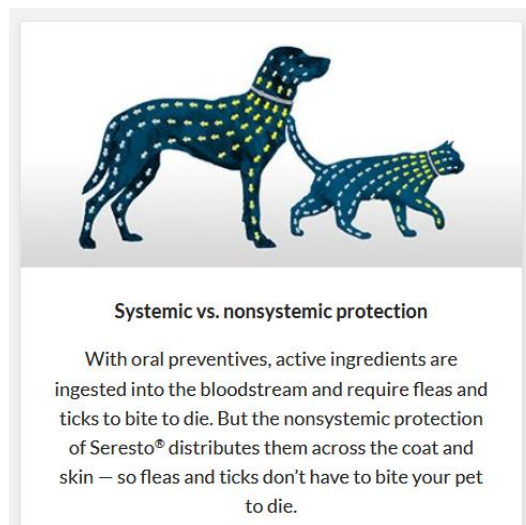 Systemic vs. nonsystemic protection
With oral preventives, active ingredients are
ingested into the bloodstream and require fleas and
ticks to bite to die. But the nonsystemic protection
of Seresto® distributes them across the coat and
skin — so fleas and ticks don’t have to bite your pet
to die.